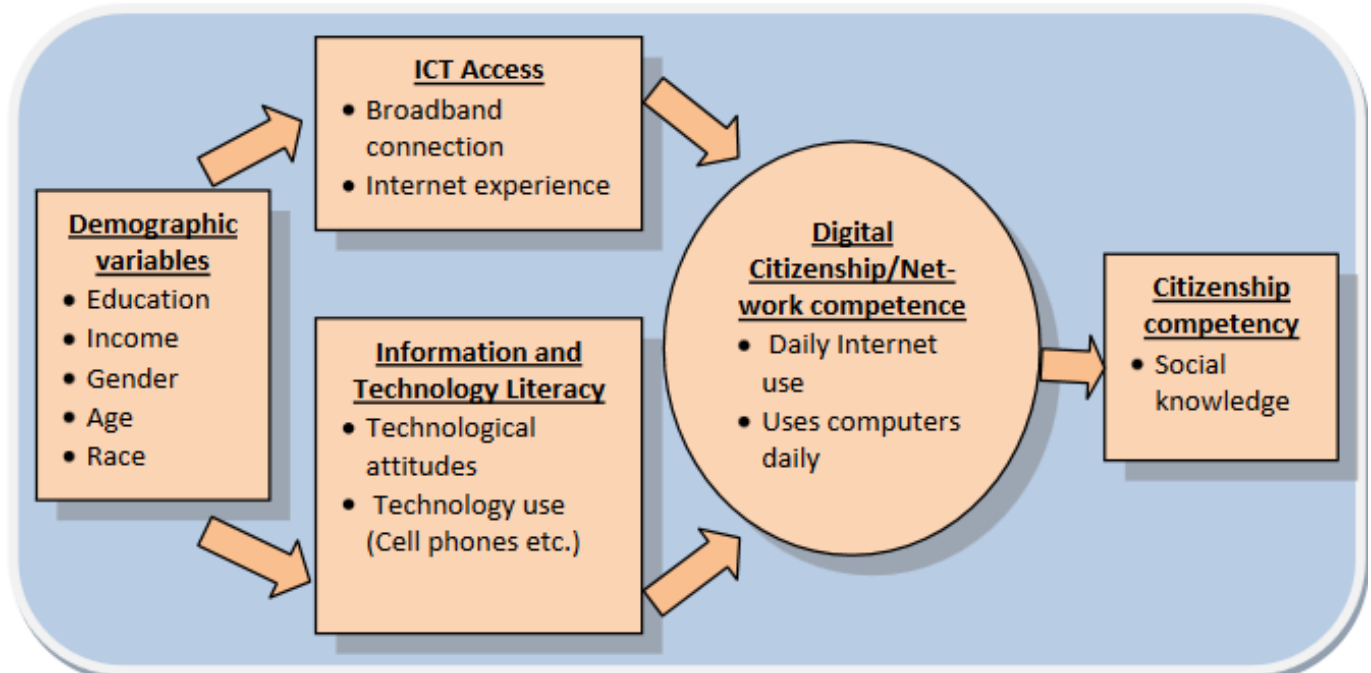 Demographic
variables
• Education
• Income
• Gender
• Age
• Race
ICT Access
• Broadband
connection
• Internet experience
Information and
Technology Literacy
• Technological
attitudes
• Technology use
(Cell phones etc.)
Digital
Citizenship/Net-
work competence
• Daily Internet
use
• Uses computers
daily
Citizenship
competency
• Social
knowledge